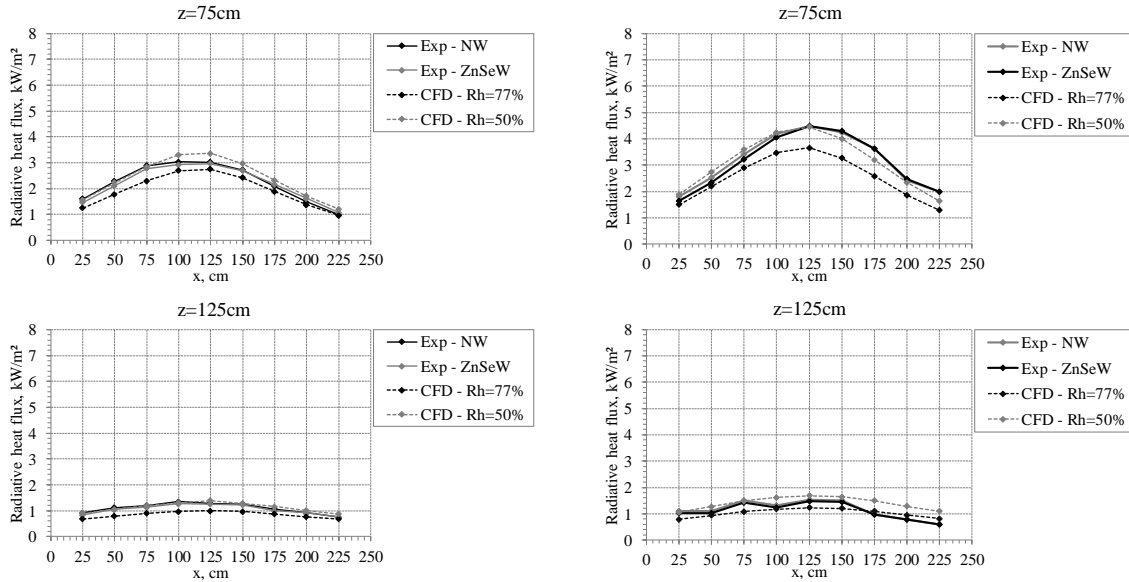 z=75cm
Radiative heat flux, kW/m²
8
7
6
5
4
3
2
1
0
0 25 50 75 100 125 150 175 200 225 250
x, cm
Exp - NW
Exp - ZnSeW
CFD - Rh=77%
CFD - Rh=50%
z=75cm
Radiative heat flux, kW/m²
8
7
6
5
4
3
2
1
0
0 25 50 75 100 125 150 175 200 225 250
x, cm
Exp - NW
Exp - ZnSeW
CFD - Rh=77%
CFD - Rh=50%
z=125cm
Radiative heat flux, kW/m²
8
7
6
5
4
3
2
1
0
0 25 50 75 100 125 150 175 200 225 250
x, cm
Exp - NW
Exp - ZnSeW
CFD - Rh=77%
CFD - Rh=50%
z=125cm
Radiative heat flux, kW/m²
8
7
6
5
4
3
2
1
0
0 25 50 75 100 125 150 175 200 225 250
x, cm
Exp - NW
Exp - ZnSeW
CFD - Rh=77%
CFD - Rh=50%